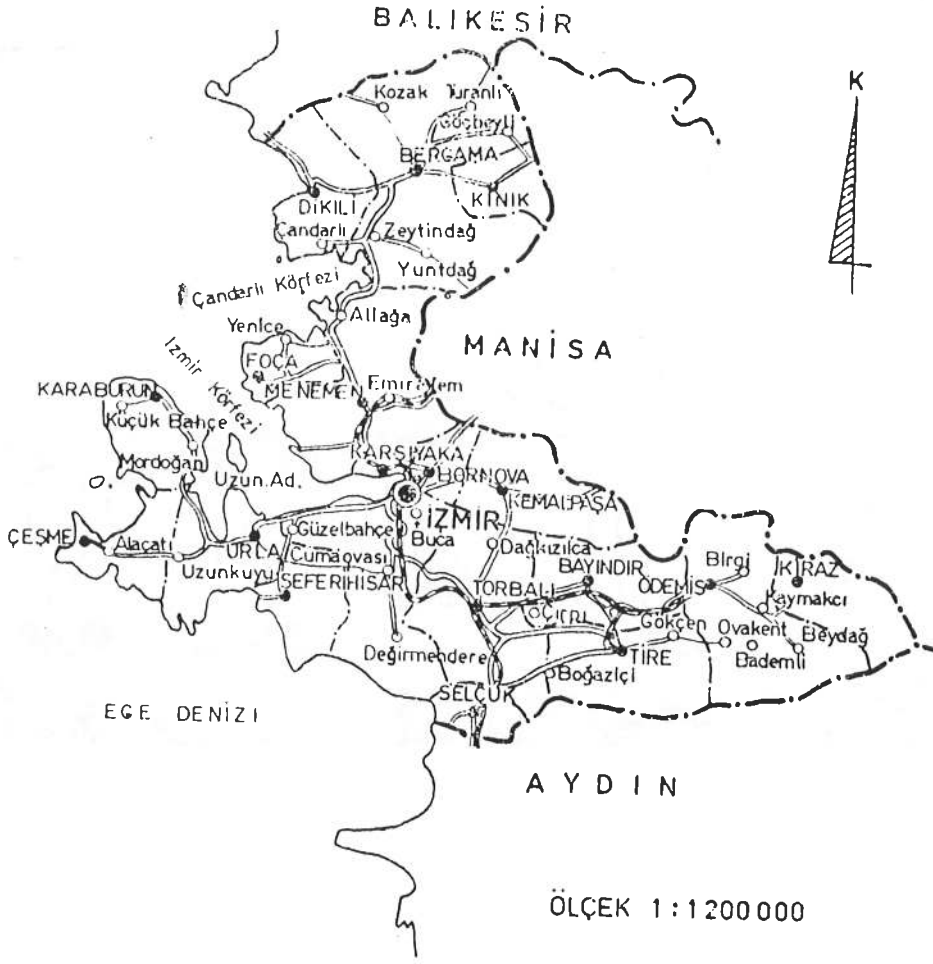 BALIKESİR
K
Kozak
Turanlı
Göçbeyli
BERGAMA
KINIK
DİKİLİ
Çandarlı
Zeytindağ
Yuntdağ
Çandarlı Körfezi
Aliağa
Yenice
MANİSA
FOÇA
İzmir Körfezi
MENEMEN
Emiralem
KARABURUN
Küçük Bahçe
Mordoğan
KARŞIYAKA
BORNOVA
Uzun Ad.
KEMALPAŞA
İZMİR
ÇEŞME
Alaçatı
Güzelbahçe
Buca
URLA
Dağkızılca
Uzunkuyu
Cumaovası
BAYINDIR
Birgi
KİRAZ
SEFERİHİSAR
TORBALI
ÖDEMİŞ
Kaymakcı
Gökçen
Ovakent
Beydağ
Değirmendere
TİRE
Bademli
Boğaziçi
SELÇUK
EGE DENİZİ
AYDIN
ÖLÇEK 1:1200000